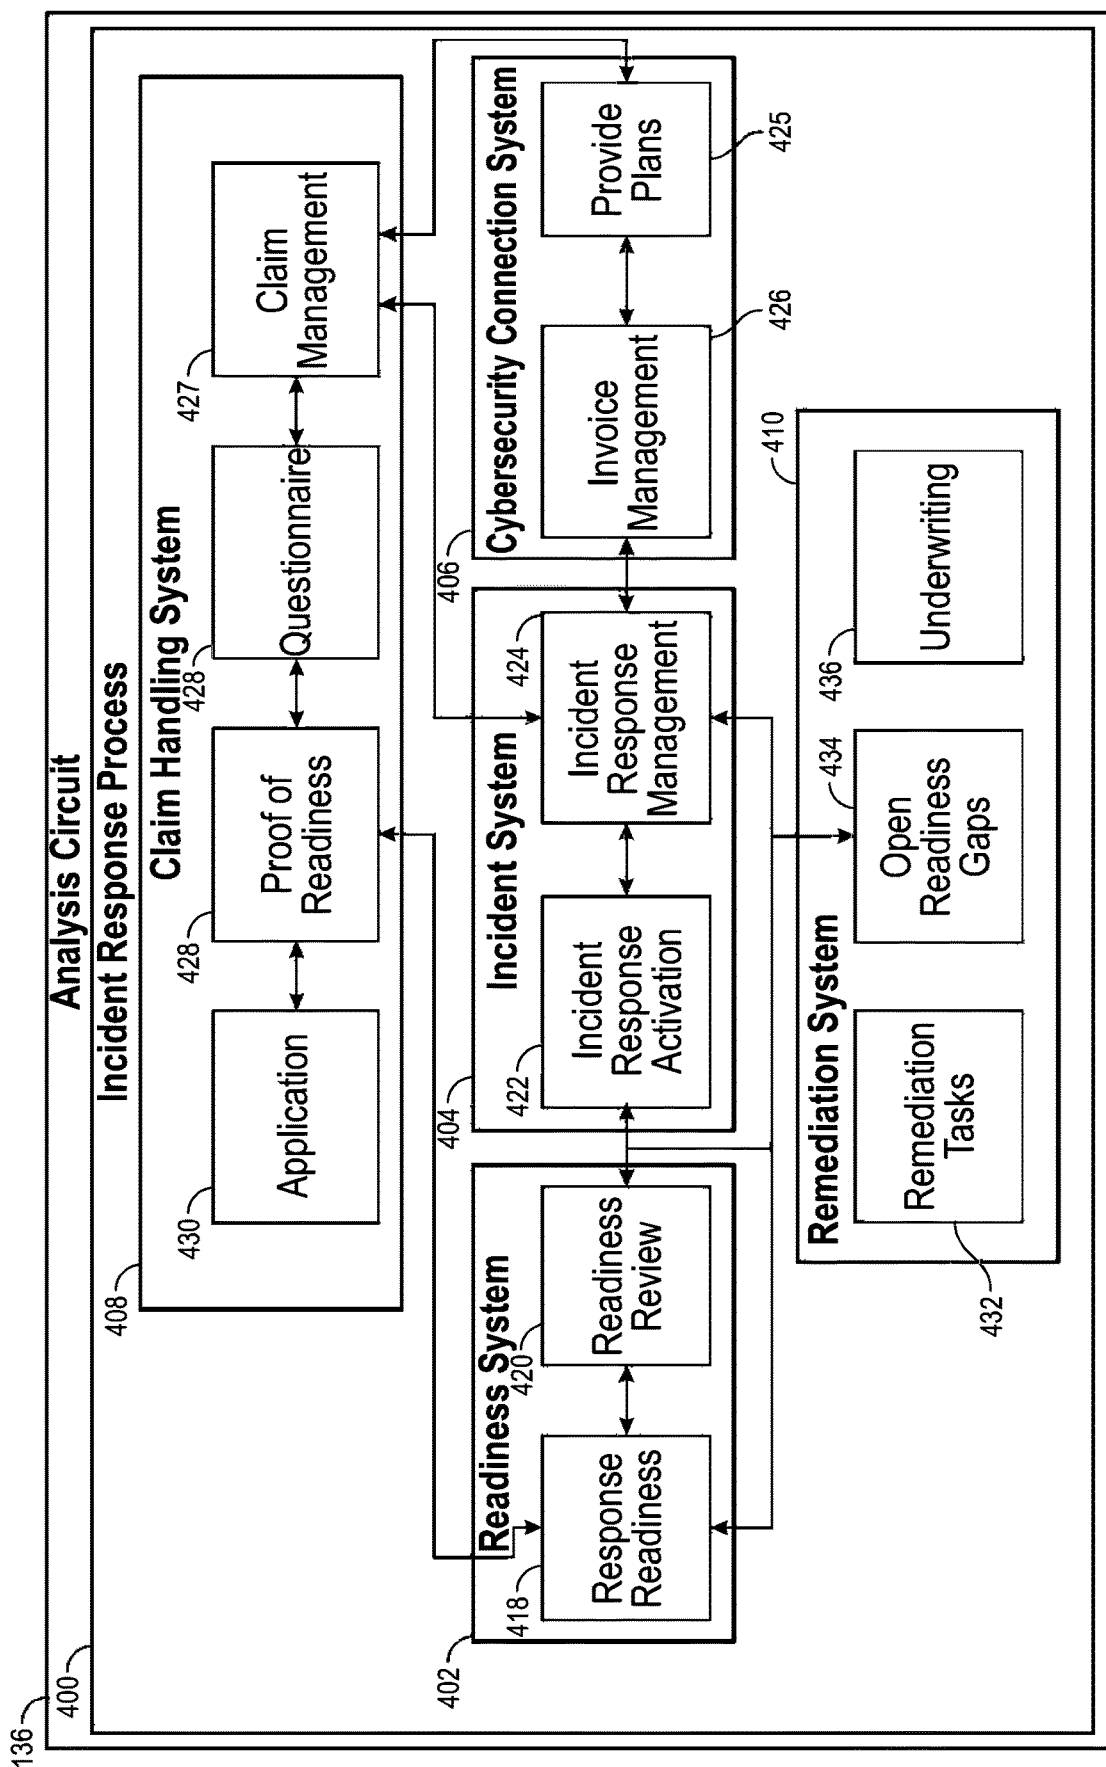 136
400
Analysis Circuit
Incident Response Process
408
Claim Handling System
430
Application
428
Proof of
Readiness
428
Questionnaire
427
Claim
Management
402
Readiness System
418
Response
Readiness
420
Readiness
Review
404
Incident System
422
Incident
Response
Activation
424
Incident
Response
Management
406
Cybersecurity Connection System
Invoice
Management
426
Provide
Plans
425
410
Remediation System
Remediation
Tasks
432
Open
Readiness
Gaps
434
Underwriting
436